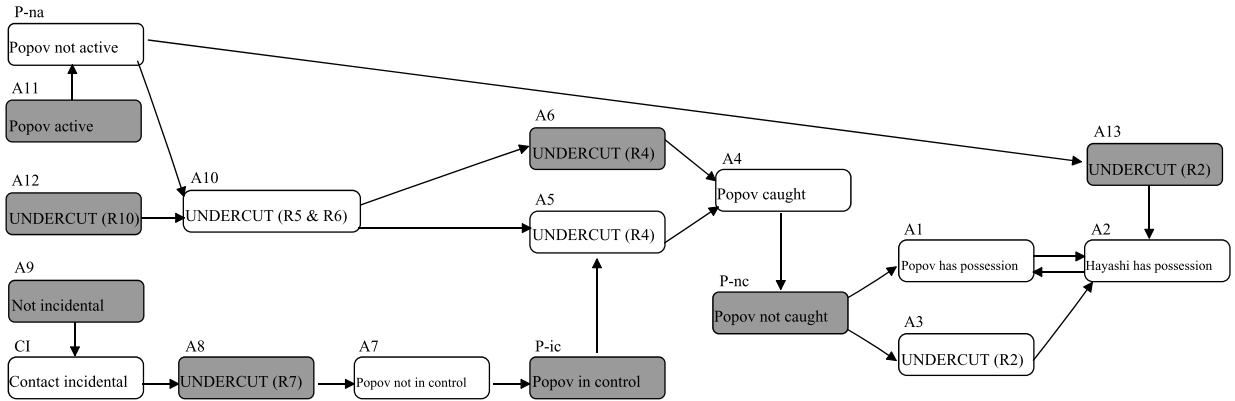 P-na
Popov not active
A11
Popov active
A12
UNDERCUT (R10)
A10
UNDERCUT (R5 & R6)
A9
Not incidental
CI
Contact incidental
A8
UNDERCUT (R7)
A7
Popov not in control
P-ic
Popov in control
A6
UNDERCUT (R4)
A5
UNDERCUT (R4)
A4
Popov caught
P-nc
Popov not caught
A13
UNDERCUT (R2)
A1
Popov has possession
A2
Hayashi has possession
A3
UNDERCUT (R2)